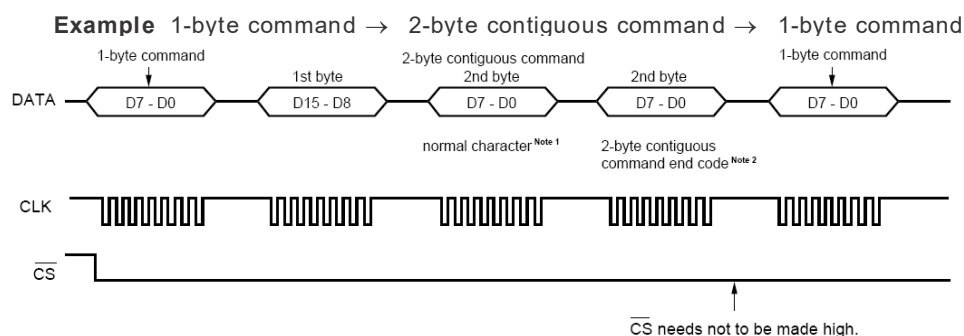 Example 1-byte command → 2-byte contiguous command → 1-byte command
1-byte command
2-byte contiguous command
1-byte command
1st byte
2nd byte
2nd byte
DATA
D7 - D0
D15 - D8
D7 - D0
D7 - D0
D7 - D0
normal character Note 1
2-byte contiguous
command end code Note 2
CLK
CS
CS needs not to be made high.